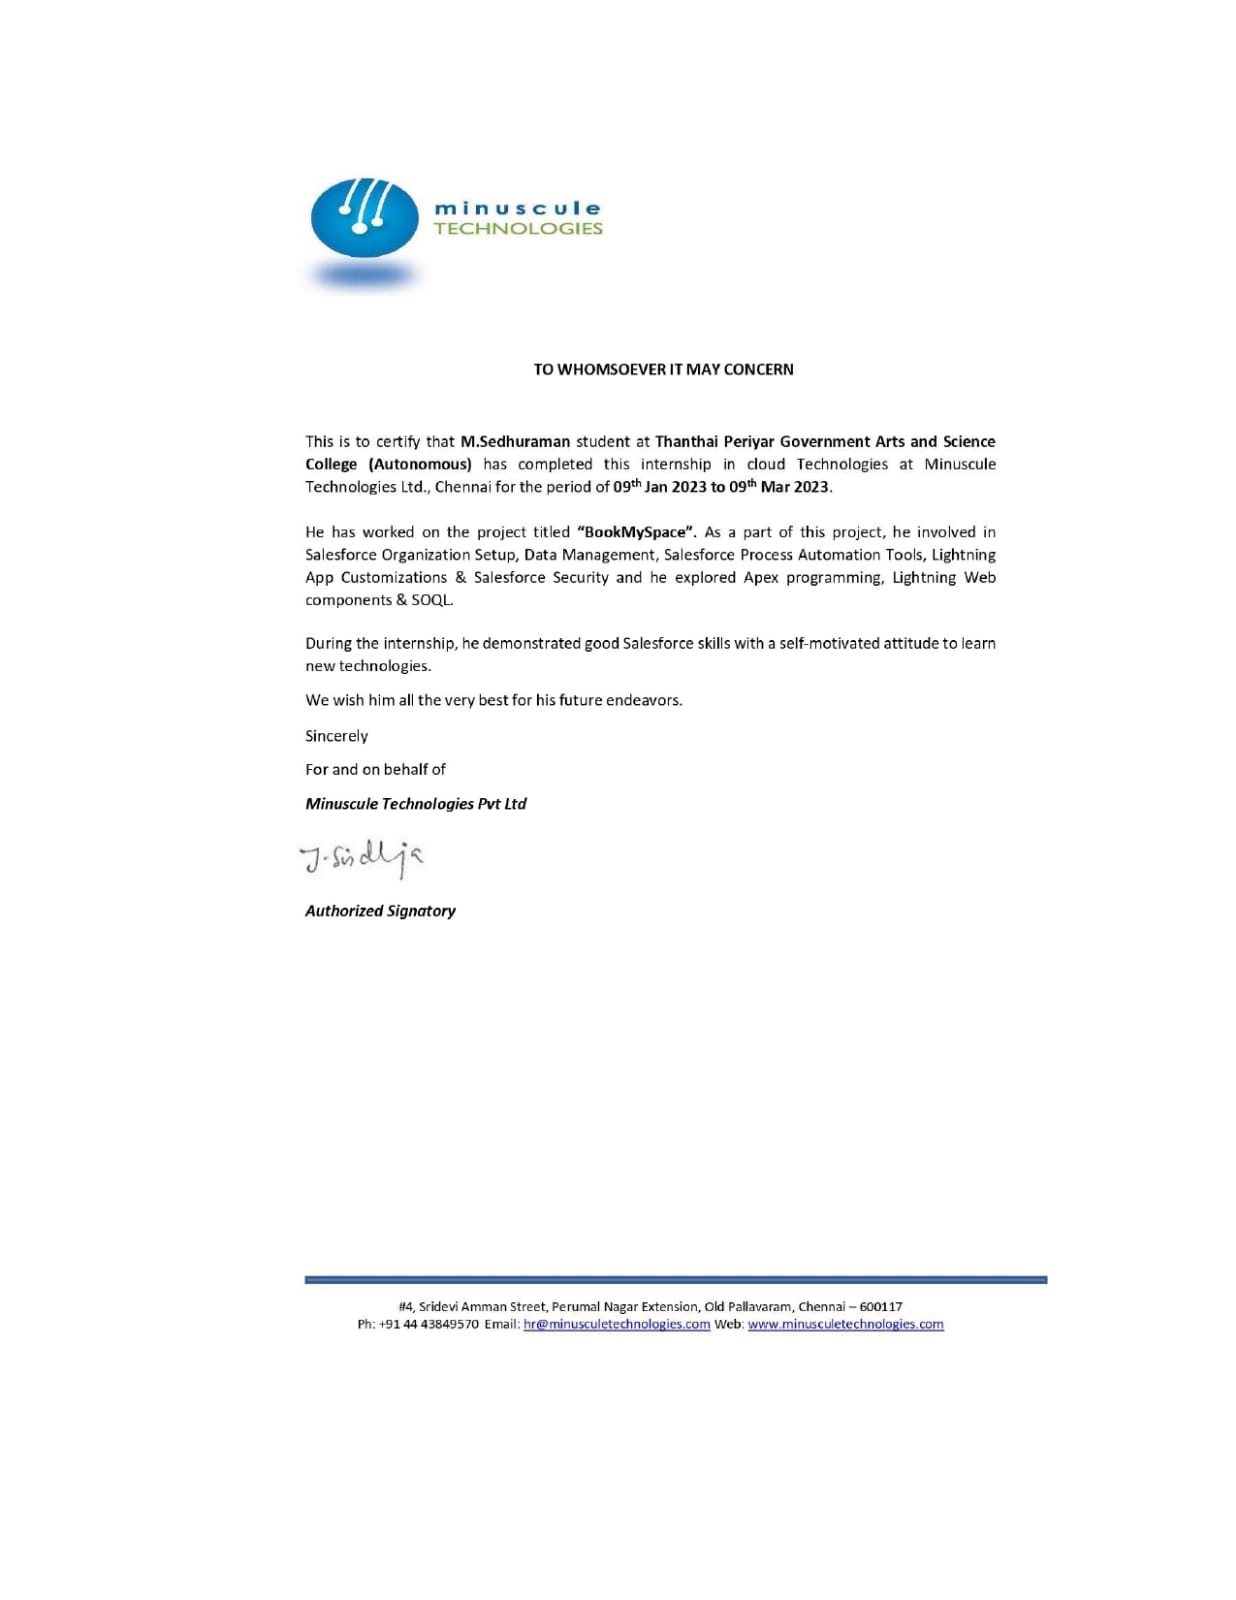 minuscule
TECHNOLOGIES
TO WHOMSOEVER IT MAY CONCERN
This is to certify that M.Sedhuraman student at Thanthai Periyar Government Arts and Science
College (Autonomous) has completed this internship in cloud Technologies at Minuscule
Technologies Ltd., Chennai for the period of 09th Jan 2023 to 09th Mar 2023.
He has worked on the project titled “BookMySpace”. As a part of this project, he involved in
Salesforce Organization Setup, Data Management, Salesforce Process Automation Tools, Lightning
App Customizations & Salesforce Security and he explored Apex programming, Lightning Web
components & SOQL.
During the internship, he demonstrated good Salesforce skills with a self-motivated attitude to learn
new technologies.
We wish him all the very best for his future endeavors.
Sincerely
For and on behalf of
Minuscule Technologies Pvt Ltd
Authorized Signatory
#4, Sridevi Amman Street, Perumal Nagar Extension, Old Pallavaram, Chennai – 600117
Ph: +91 44 43849570 Email: hr@minusculetechnologies.com Web: www.minusculetechnologies.com